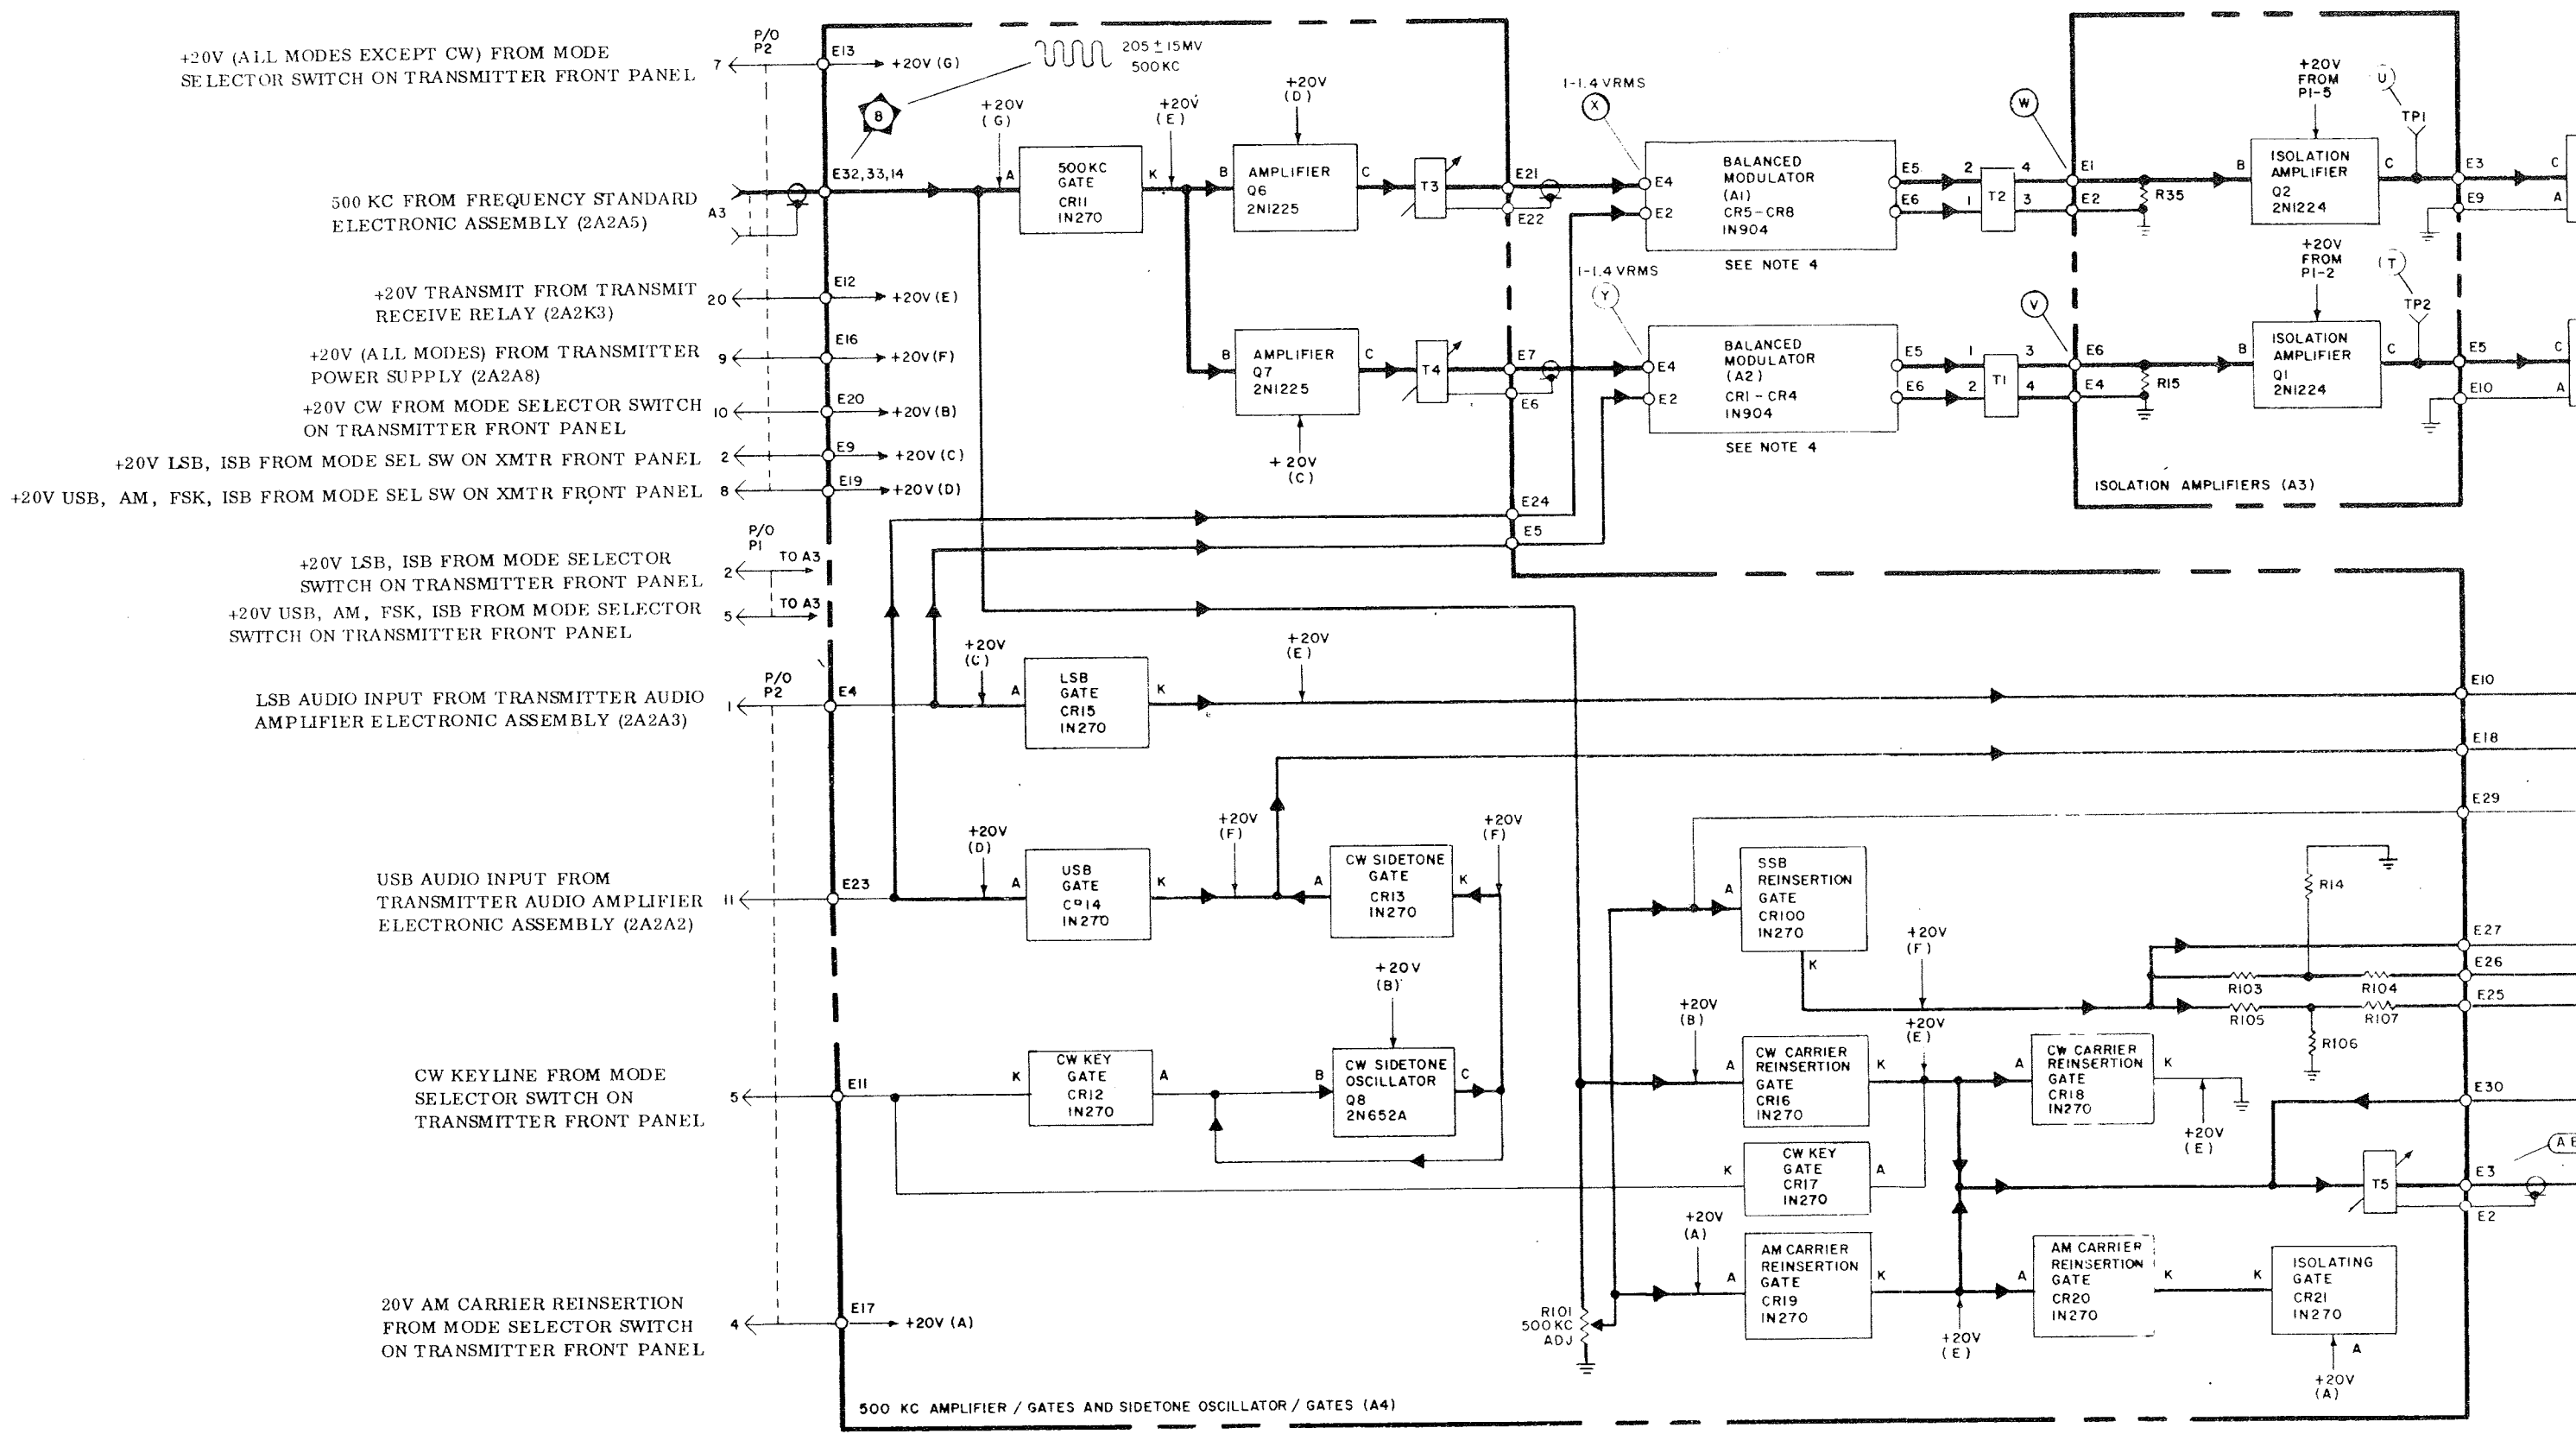 +20V (ALL MODES EXCEPT CW) FROM MODE
SELECTOR SWITCH ON TRANSMITTER FRONT PANEL
7
P/O
P2
E13
+20V (G)
205 ± 15MV
500KC
8
500 KC FROM FREQUENCY STANDARD
ELECTRONIC ASSEMBLY (2A2A5)
A3
E32,33,14
+20V
(G)
A
500KC
GATE
CR11
IN270
K
+20V
(E)
B
+20V
(D)
AMPLIFIER
Q6
2N1225
C
T3
E21
E22
1-1.4 VRMS
X
E4
E2
BALANCED
MODULATOR
(A1)
CR5-CR8
IN904
SEE NOTE 4
E5
E6
2
1
T2
4
3
W
E1
E2
R35
B
+20V
FROM
P1-5
ISOLATION
AMPLIFIER
Q2
2N1224
C
U
TP1
E3
E9
C
A
+20V TRANSMIT FROM TRANSMIT
RECEIVE RELAY (2A2K3)
20
E12
+20V (E)
+20V (ALL MODES) FROM TRANSMITTER
POWER SUPPLY (2A2A8)
9
E16
+20V (F)
+20V CW FROM MODE SELECTOR SWITCH
ON TRANSMITTER FRONT PANEL
10
E20
+20V (B)
+20V LSB, ISB FROM MODE SEL SW ON XMTR FRONT PANEL
2
E9
+20V (C)
+20V USB, AM, FSK, ISB FROM MODE SEL SW ON XMTR FRONT PANEL
8
E19
+20V (D)
B
AMPLIFIER
Q7
2N1225
C
+20V
(C)
T4
E7
E6
1-1.4 VRMS
Y
E4
E2
BALANCED
MODULATOR
(A2)
CR1 - CR4
IN904
SEE NOTE 4
E5
E6
1
2
T1
3
4
V
E6
E4
R15
B
+20V
FROM
P1-2
ISOLATION
AMPLIFIER
Q1
2N1224
C
(T)
TP2
E5
E10
C
A
ISOLATION AMPLIFIERS (A3)
E24
E5
P/O
P1
+20V LSB, ISB FROM MODE SELECTOR
SWITCH ON TRANSMITTER FRONT PANEL
2
TO A3
+20V USB, AM, FSK, ISB FROM MODE SELECTOR
SWITCH ON TRANSMITTER FRONT PANEL
5
TO A3
P/O
P2
LSB AUDIO INPUT FROM TRANSMITTER AUDIO
AMPLIFIER ELECTRONIC ASSEMBLY (2A2A3)
1
E4
+20V
(C)
A
LSB
GATE
CR15
IN270
K
+20V
(E)
E10
E18
E29
USB AUDIO INPUT FROM
TRANSMITTER AUDIO AMPLIFIER
ELECTRONIC ASSEMBLY (2A2A2)
11
E23
+20V
(D)
A
USB
GATE
CR14
IN270
K
+20V
(F)
A
CW SIDETONE
GATE
CR13
IN270
K
+20V
(F)
A
SSB
REINSERTION
GATE
CR100
IN270
K
+20V
(F)
R14
R103
R104
R105
R107
R106
E27
E26
E25
CW KEYLINE FROM MODE
SELECTOR SWITCH ON
TRANSMITTER FRONT PANEL
5
E11
K
CW KEY
GATE
CR12
IN270
A
B
+20V
(B)
CW SIDETONE
OSCILLATOR
Q8
2N652A
C
+20V
(B)
A
CW CARRIER
REINSERTION
GATE
CR16
IN270
K
+20V
(E)
A
CW CARRIER
REINSERTION
GATE
CR18
IN270
K
+20V
(E)
E30
K
CW KEY
GATE
CR17
IN270
A
T5
E3
E2
A
20V AM CARRIER REINSERTION
FROM MODE SELECTOR SWITCH
ON TRANSMITTER FRONT PANEL
4
E17
+20V (A)
R101
500KC
ADJ
+20V
(A)
A
AM CARRIER
REINSERTION
GATE
CR19
IN270
K
+20V
(E)
A
AM CARRIER
REINSERTION
GATE
CR20
IN270
K
K
ISOLATING
GATE
CR21
IN270
A
+20V
(A)
500 KC AMPLIFIER / GATES AND SIDETONE OSCILLATOR / GATES (A4)